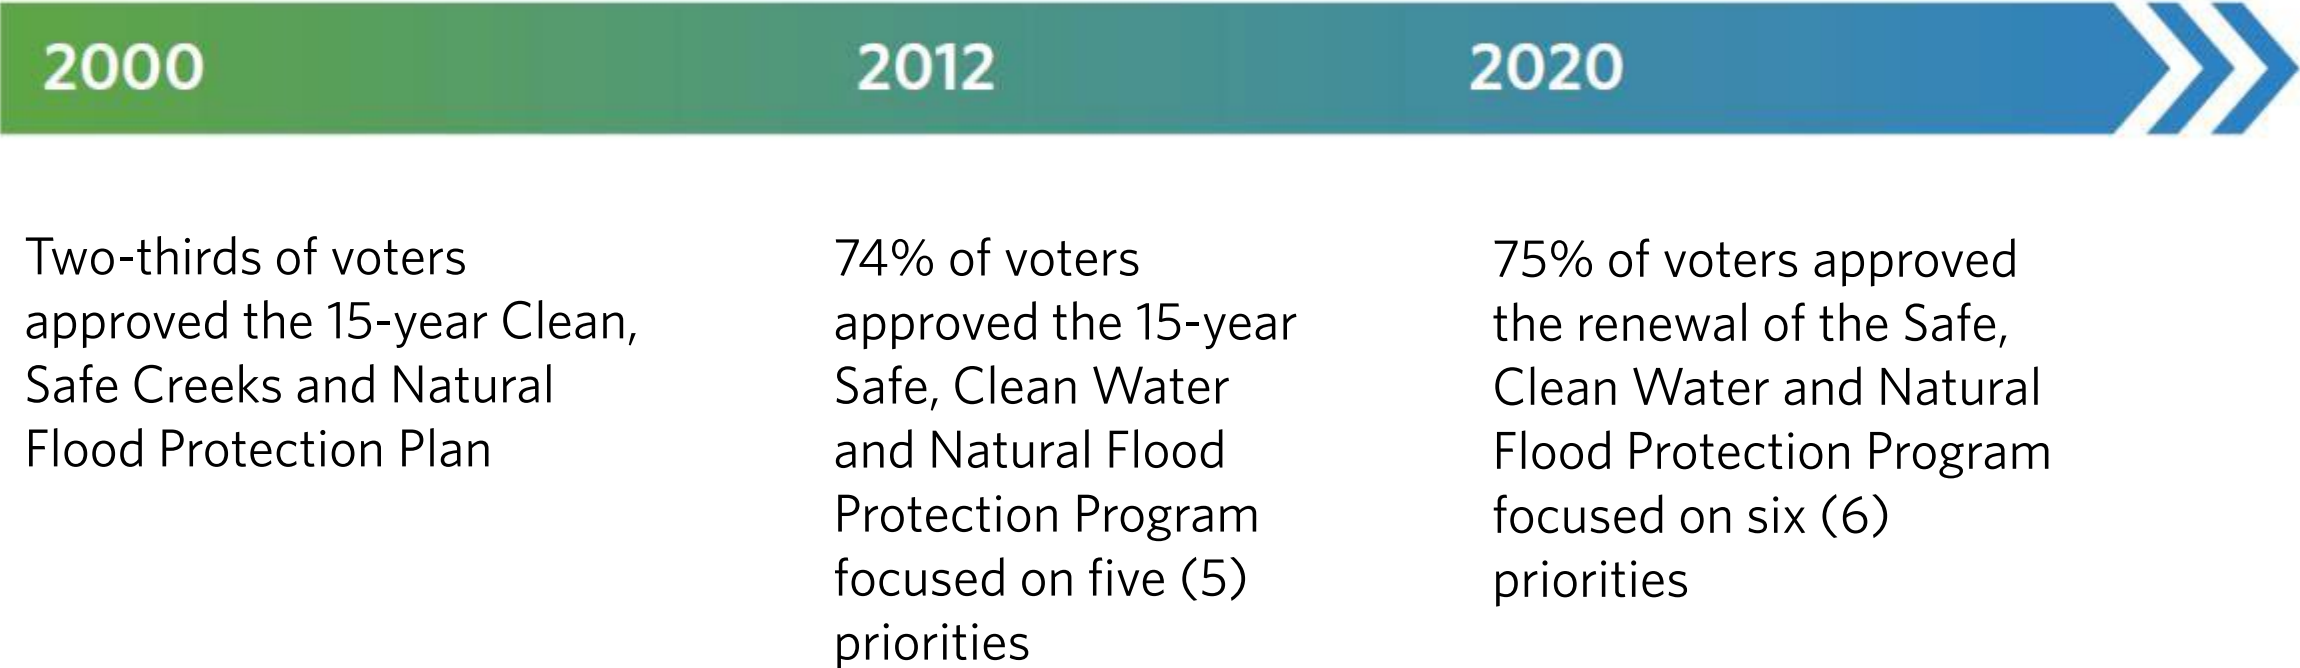 2000
Two-thirds of voters
approved the 15-year Clean,
Safe Creeks and Natural
Flood Protection Plan
2012
74% of voters
approved the 15-year
Safe, Clean Water
and Natural Flood
Protection Program
focused on five (5)
priorities
2020
75% of voters approved
the renewal of the Safe,
Clean Water and Natural
Flood Protection Program
focused on six (6)
priorities